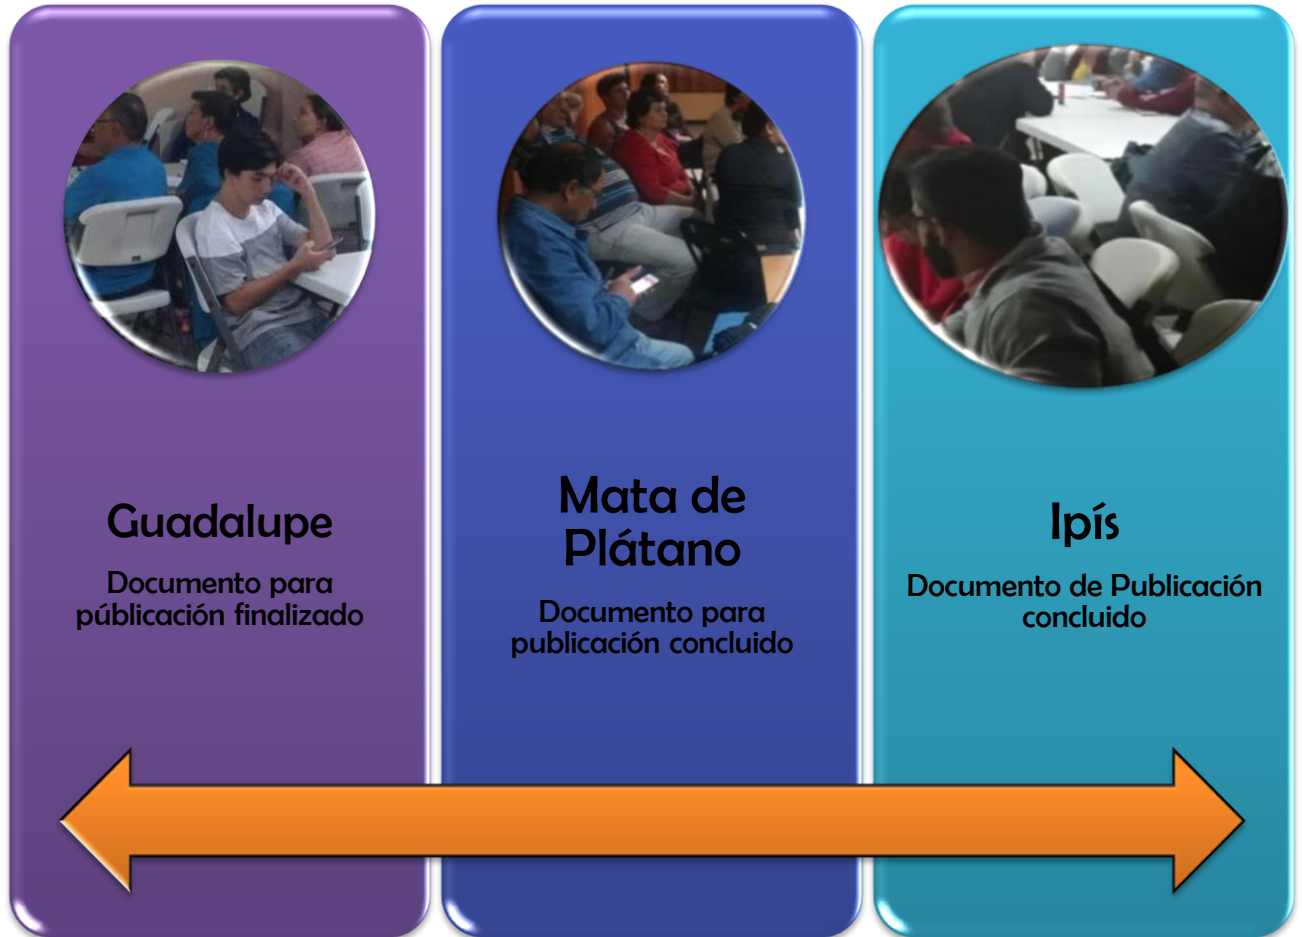 Guadalupe
Documento para
públicación finalizado
Mata de
Plátano
Documento para
publicación concluido
Ipís
Documento de Publicación
concluido